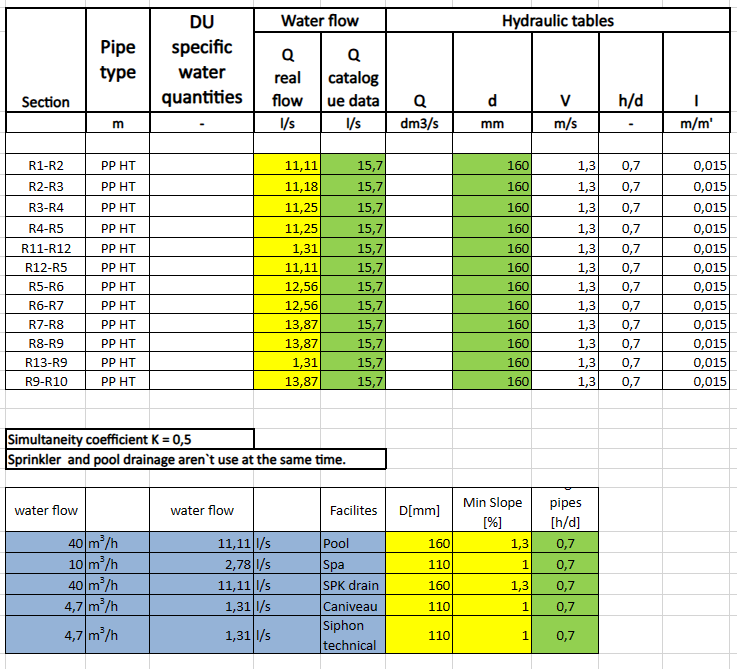 DU specific water quantities Water flow Hydraulic tables
Section Pipe type Q real flow Q catalog ue data Q d V h/d I
m - l/s l/s dm3/s mm m/s - m/m'
R1-R2 PP HT 11,11 15,7 160 1,3 0,7 0,015
R2-R3 PP HT 11,18 15,7 160 1,3 0,7 0,015
R3-R4 PP HT 11,25 15,7 160 1,3 0,7 0,015
R4-R5 PP HT 11,25 15,7 160 1,3 0,7 0,015
R11-R12 PP HT 1,31 15,7 160 1,3 0,7 0,015
R12-R5 PP HT 11,11 15,7 160 1,3 0,7 0,015
R5-R6 PP HT 12,56 15,7 160 1,3 0,7 0,015
R6-R7 PP HT 12,56 15,7 160 1,3 0,7 0,015
R7-R8 PP HT 13,87 15,7 160 1,3 0,7 0,015
R8-R9 PP HT 13,87 15,7 160 1,3 0,7 0,015
R13-R9 PP HT 1,31 15,7 160 1,3 0,7 0,015
R9-R10 PP HT 13,87 15,7 160 1,3 0,7 0,015
Simultaneity coefficient K = 0,5
Sprinkler and pool drainage aren`t use at the same time.
water flow water flow Facilites D[mm] Min Slope [%] pipes [h/d]
40 m³/h 11,11 l/s Pool 160 1,3 0,7
10 m³/h 2,78 l/s Spa 110 1 0,7
40 m³/h 11,11 l/s SPK drain 160 1,3 0,7
4,7 m³/h 1,31 l/s Caniveau 110 1 0,7
4,7 m³/h 1,31 l/s Siphon technical 110 1 0,7